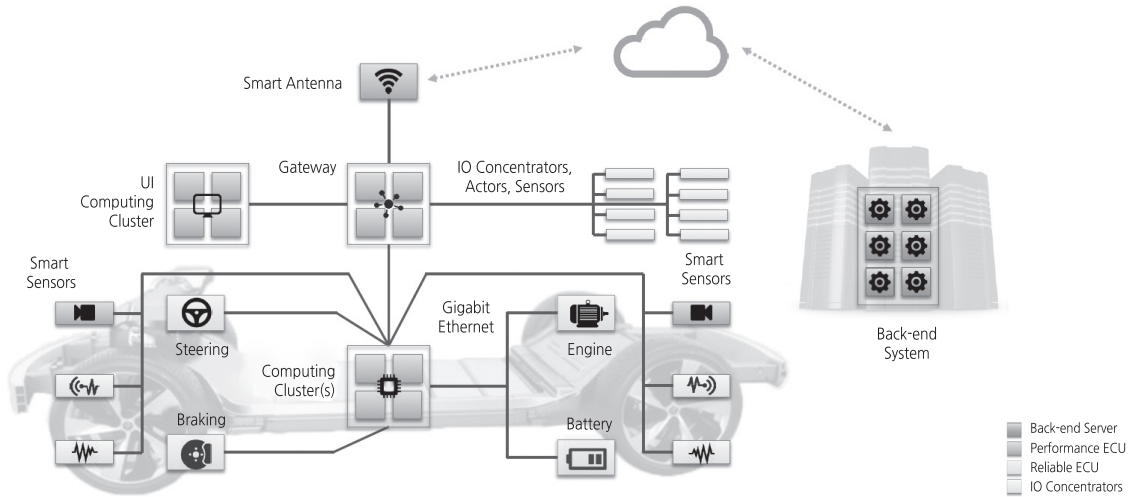 Smart Antenna
Gateway
IO Concentrators,
Actors, Sensors
UI
Computing
Cluster
Smart
Sensors
Smart
Sensors
Gigabit
Ethernet
Steering
Engine
Back-end
System
Computing
Cluster(s)
Braking
Battery
Back-end Server
Performance ECU
Reliable ECU
IO Concentrators